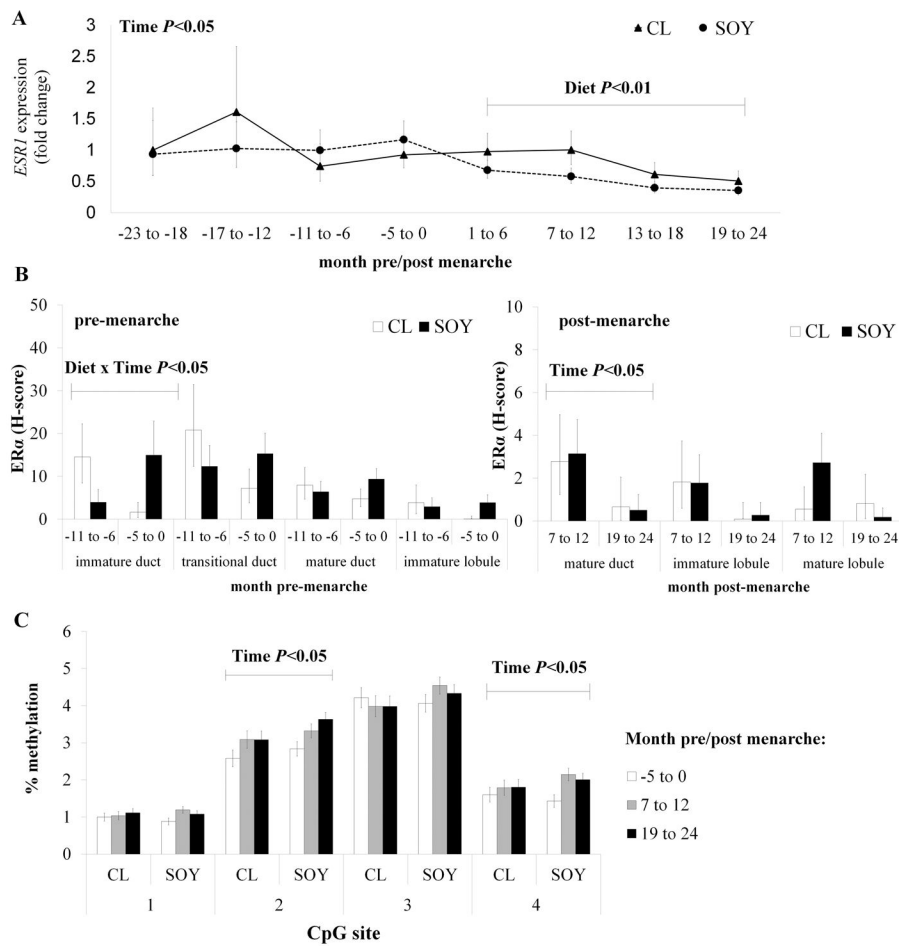 A
Time P<0.05
CL
SOY
Diet P<0.01
ESR1 expression
(fold change)
3
2.5
2
1.5
1
0.5
0
-23 to -18 -17 to -12 -11 to -6 -5 to 0 1 to 6 7 to 12 13 to 18 19 to 24
month pre/post menarche
B
pre-menarche
CL SOY
Diet x Time P<0.05
ERα (H-score)
50
40
30
20
10
0
-11 to -6 -5 to 0 -11 to -6 -5 to 0 -11 to -6 -5 to 0 -11 to -6 -5 to 0
immature duct transitional duct mature duct immature lobule
month pre-menarche
post-menarche
CL
SOY
Time P<0.05
ERα (H-score)
10
8
6
4
2
0
7 to 12 19 to 24 7 to 12 19 to 24 7 to 12 19 to 24
mature duct immature lobule mature lobule
month post-menarche
C
Time P<0.05
Time P<0.05
% methylation
6
5
4
3
2
1
0
CL SOY CL SOY CL SOY CL SOY
1 2 3 4
CpG site
Month pre/post menarche:
-5 to 0
7 to 12
19 to 24